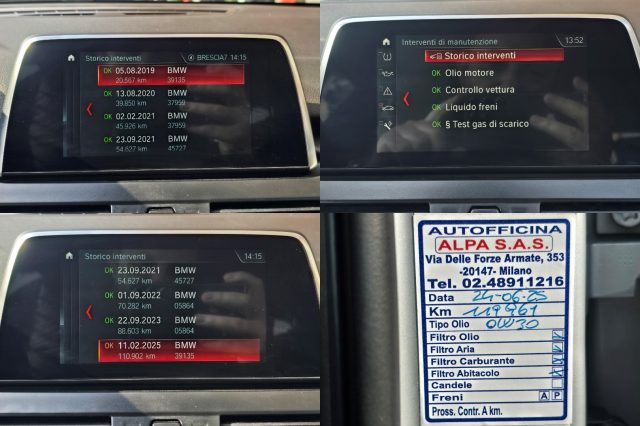 Storico interventi
BRESCIA7 14:15
OK 05.08.2019 BMW
20.567 km 39135
OK 13.08.2020 BMW
39.850 km 37959
OK 02.02.2021 BMW
45.926 km 37959
OK 23.09.2021 BMW
54.627 km 45727
Interventi di manutenzione 13:52
Storico interventi
OK Olio motore
OK Controllo vettura
OK Liquido freni
OK § Test gas di scarico
Storico interventi 14:15
OK 23.09.2021 BMW
54.627 km 45727
OK 01.09.2022 BMW
70.282 km 05864
OK 22.09.2023 BMW
88.603 km 05864
OK 11.02.2025 BMW
110.902 km 39135
AUTOFFICINA
ALPA S.A.S.
Via Delle Forze Armate, 353
-20147- Milano
Tel. 02.48911216
Data 24-06-25
Km 119961
Tipo Olio 0W30
Filtro Olio
Filtro Aria
Filtro Carburante
Filtro Abitacolo
Candele
Freni A P
Pross. Contr. A km.